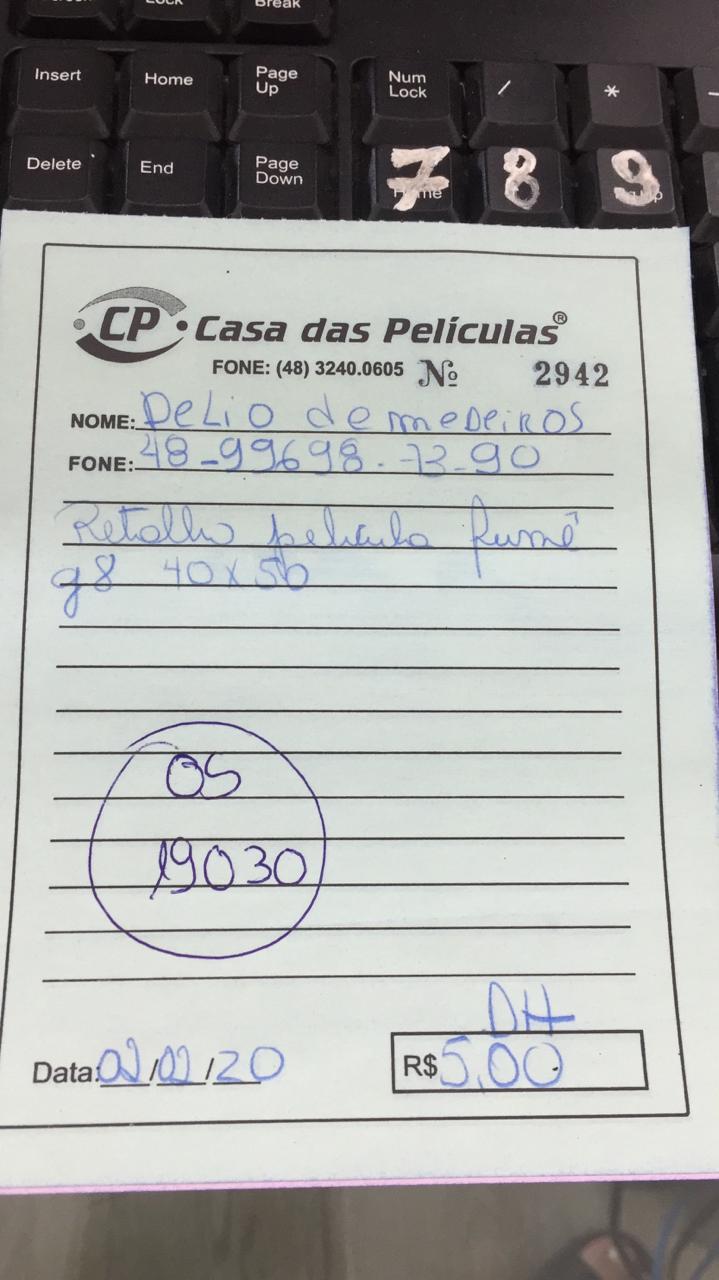 Break
Insert
Home
Page Up
Num Lock
/
*
Delete
End
Page Down
7
8
9
CP Casa das Películas®
FONE: (48) 3240.0605 Nº 2942
NOME: Delio de medeiros
FONE: 48-99698-73-90
Retalho pelicula fumê
g8 40x50
OS
19030
DH
Data: 02/02/20 R$ 5,00